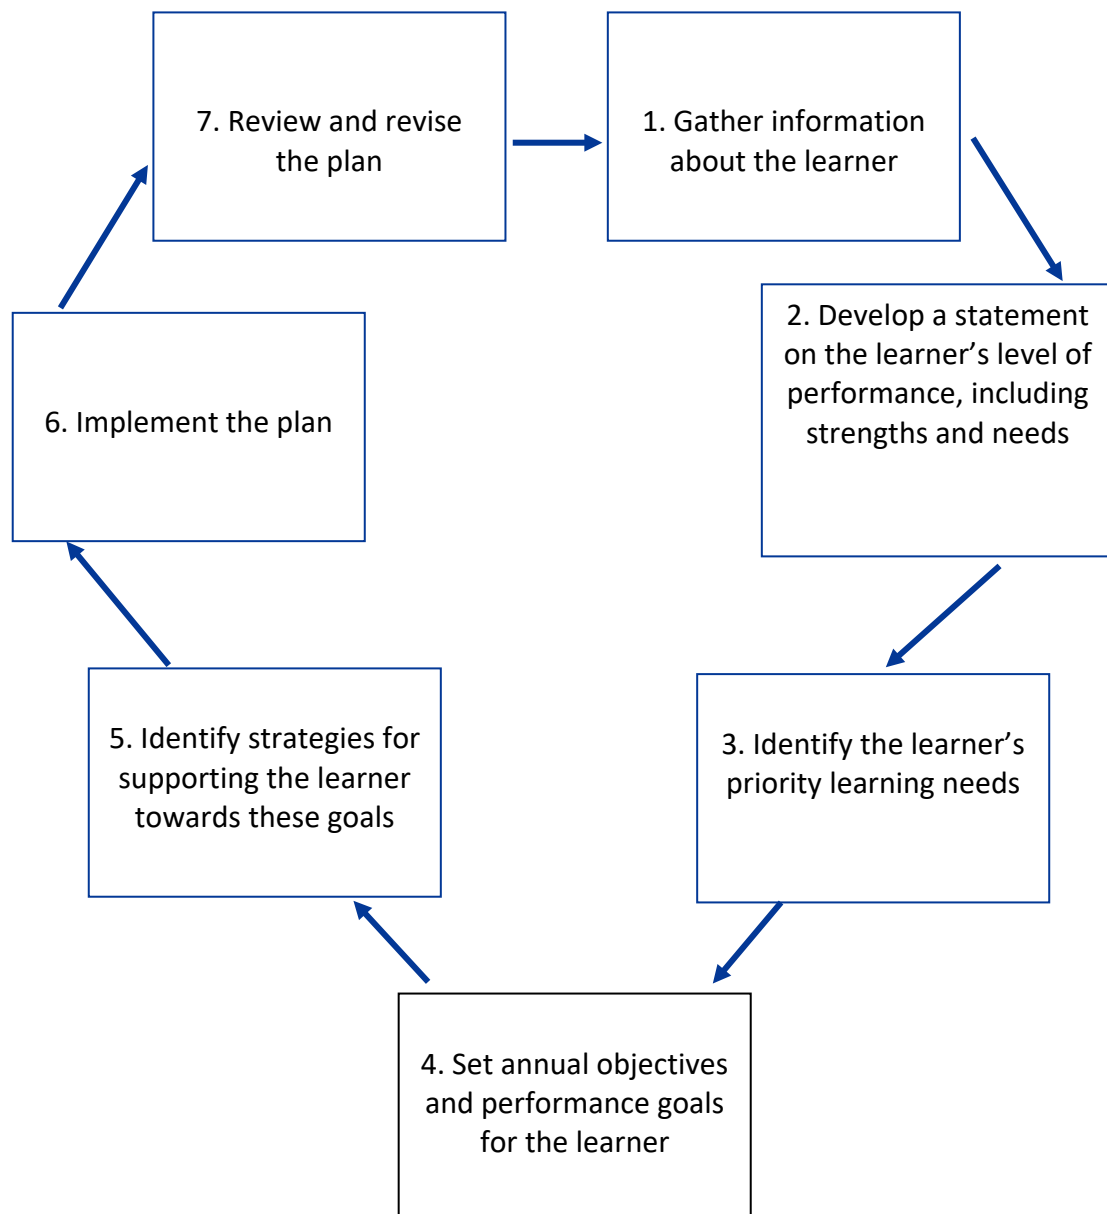 7. Review and revise
the plan
1. Gather information
about the learner
2. Develop a statement
on the learner’s level of
performance, including
strengths and needs
6. Implement the plan
5. Identify strategies for
supporting the learner
towards these goals
3. Identify the learner’s
priority learning needs
4. Set annual objectives
and performance goals
for the learner